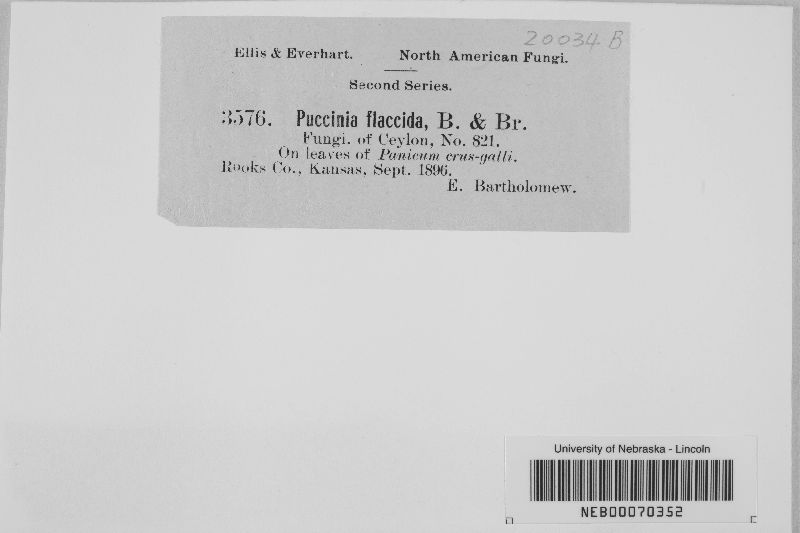 20034 B
Ellis & Everhart. North American Fungi.
Second Series.
3576. Puccinia flaccida, B. & Br.
Fungi. of Ceylon, No. 821.
On leaves of Panicum crus-galli.
Rooks Co., Kansas, Sept. 1896.
E. Bartholomew.
University of Nebraska - Lincoln
NEB00070352